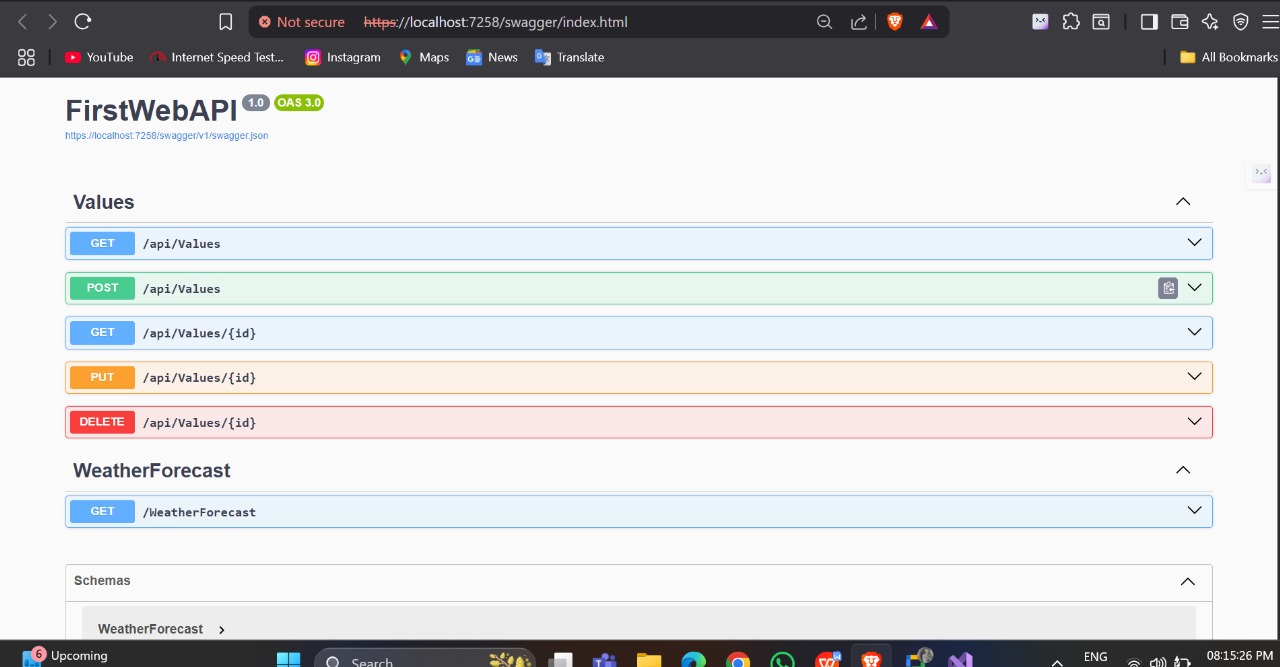 Not secure https://localhost:7258/swagger/index.html
YouTube Internet Speed Test... Instagram Maps News Translate All Bookmarks
FirstWebAPI 1.0 OAS 3.0
https://localhost:7258/swagger/v1/swagger.json
Values
GET /api/Values
POST /api/Values
GET /api/Values/{id}
PUT /api/Values/{id}
DELETE /api/Values/{id}
WeatherForecast
GET /WeatherForecast
Schemas
WeatherForecast
6 Upcoming Search ENG 08:15:26 PM